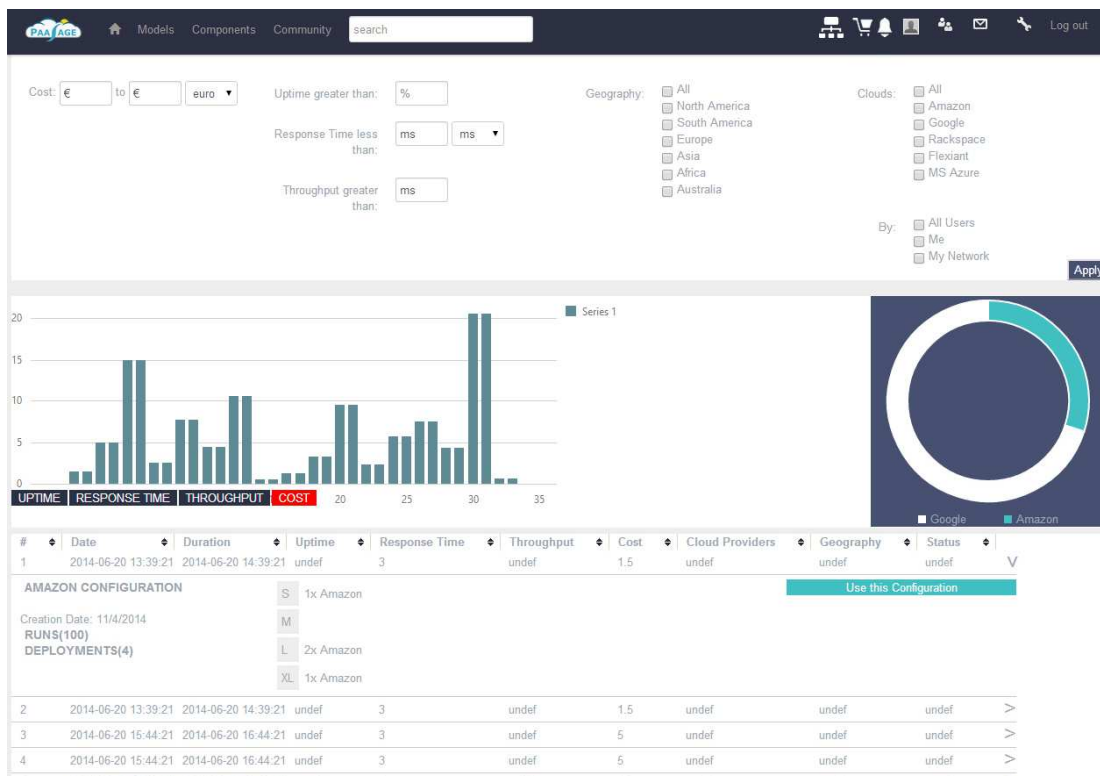 PAASAGE Models Components Community search Log out
Cost: € to € euro Uptime greater than: % Geography: All Clouds: All
North America Amazon
Response Time less than: ms ms South America Google
Europe Rackspace
Asia Flexiant
Throughput greater than: ms Africa MS Azure
Australia
By: All Users
Me
My Network
Apply
20 Series 1
15
10
5
0
UPTIME RESPONSE TIME THROUGHPUT COST 20 25 30 35
Google Amazon
# Date Duration Uptime Response Time Throughput Cost Cloud Providers Geography Status
1 2014-06-20 13:39:21 2014-06-20 14:39:21 undef 3 undef 1.5 undef undef undef V
AMAZON CONFIGURATION S 1x Amazon Use this Configuration
Creation Date: 11/4/2014 M
RUNS(100)
DEPLOYMENTS(4) L 2x Amazon
XL 1x Amazon
2 2014-06-20 13:39:21 2014-06-20 14:39:21 undef 3 undef 1.5 undef undef undef >
3 2014-06-20 15:44:21 2014-06-20 16:44:21 undef 3 undef 5 undef undef undef >
4 2014-06-20 15:44:21 2014-06-20 16:44:21 undef 3 undef 5 undef undef undef >